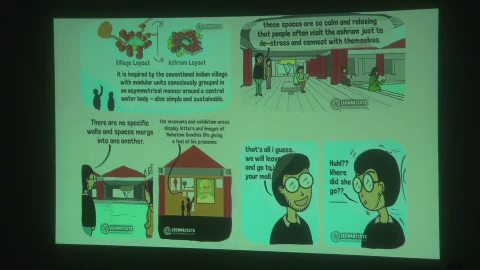 Village Layout
Ashram Layout
it is inspired by the conventional Indian village
with modular units consciously grouped in
an asymmetrical manner around a central
water body – also simple and sustainable.
these spaces are so calm and relaxing
that people often visit the ashram just to
de-stress and connect with themselves.
There are no specific
walls and spaces merge
into one another.
The museums and exhibition areas
display letters and images of
Mahatma Gandhi's life giving
a feel of his presence
that's all i guess.
we will leave
and go to
your mall
Huh!??
Where
did she
go??